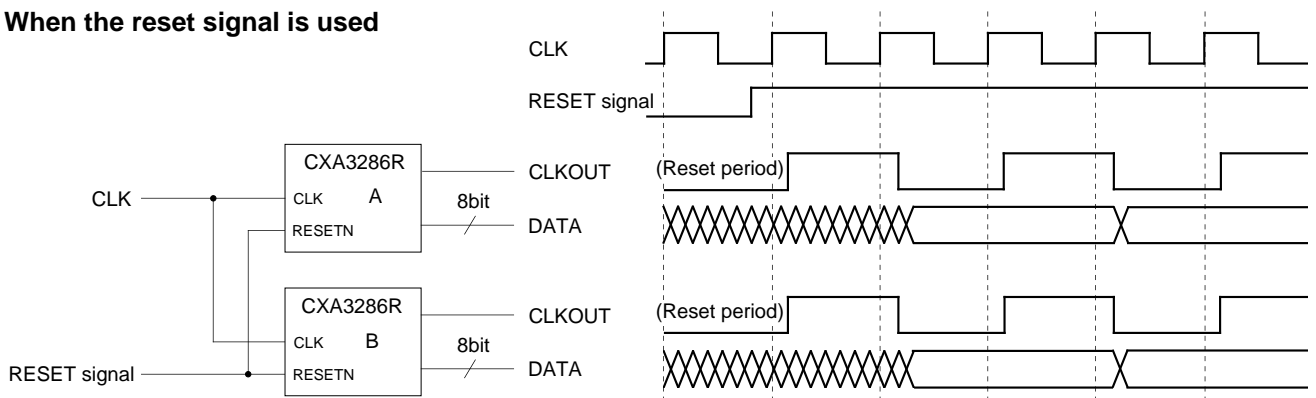 When the reset signal is used
CLK
RESET signal
CXA3286R
CLK A
RESETN
CLK
8bit
CLKOUT
(Reset period)
DATA
CXA3286R
CLK B
RESETN
RESET signal
8bit
CLKOUT
(Reset period)
DATA